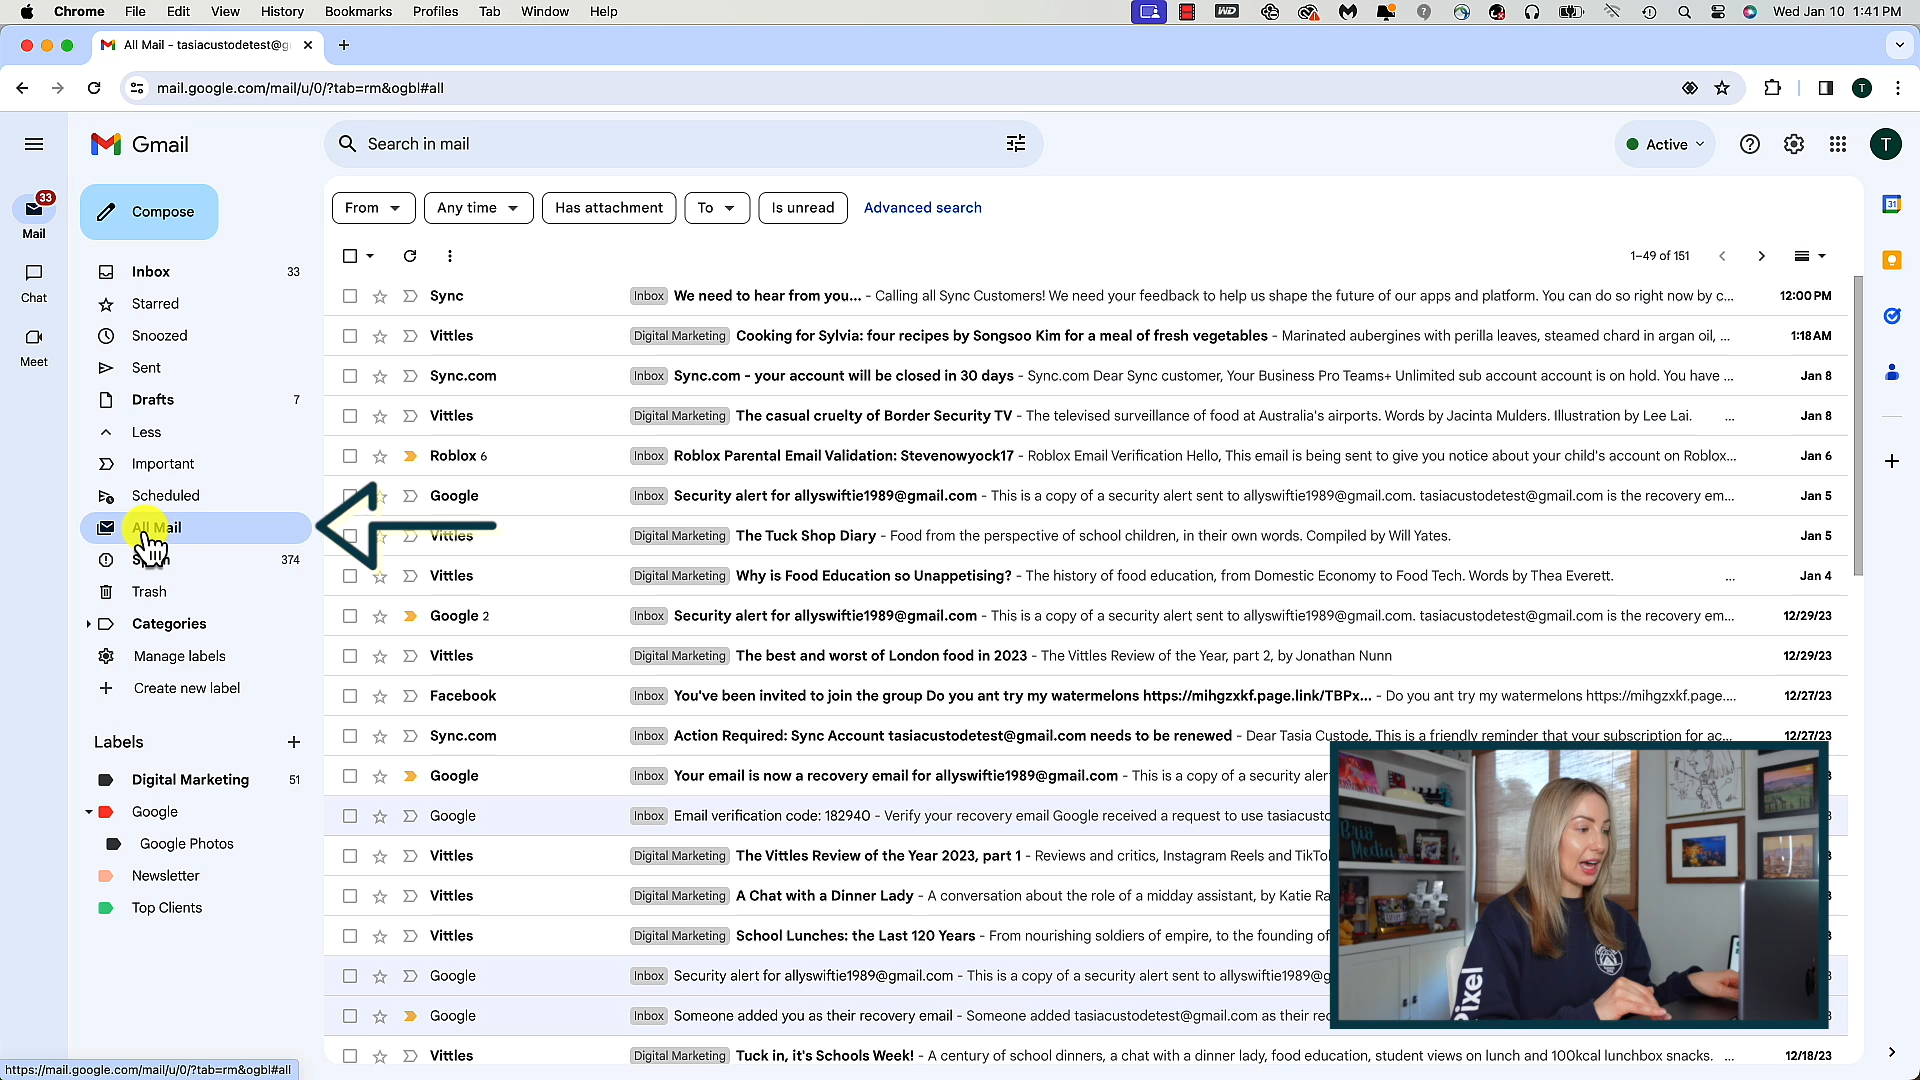 Chrome File Edit View History Bookmarks Profiles Tab Window Help Wed Jan 10 1:41 PM
All Mail - tasiacustodetest@g
mail.google.com/mail/u/0/?tab=rm&ogbl#all
Gmail Search in mail Active T
From Any time Has attachment To Is unread Advanced search
1–49 of 151
33
Mail
Chat
Meet
Compose
Inbox 33
Starred
Snoozed
Sent
Drafts 7
Less
Important
Scheduled
All Mail
374
Trash
Categories
Manage labels
Create new label
Labels
Digital Marketing 51
Google
Google Photos
Newsletter
Top Clients
Sync Inbox We need to hear from you... - Calling all Sync Customers! We need your feedback to help us shape the future of our apps and platform. You can do so right now by c... 12:00 PM
Vittles Digital Marketing Cooking for Sylvia: four recipes by Songsoo Kim for a meal of fresh vegetables - Marinated aubergines with perilla leaves, steamed chard in argan oil, ... 1:18 AM
Sync.com Inbox Sync.com - your account will be closed in 30 days - Sync.com Dear Sync customer, Your Business Pro Teams+ Unlimited sub account account is on hold. You have ... Jan 8
Vittles Digital Marketing The casual cruelty of Border Security TV - The televised surveillance of food at Australia's airports. Words by Jacinta Mulders. Illustration by Lee Lai. ... Jan 8
Roblox 6 Inbox Roblox Parental Email Validation: Stevenowyock17 - Roblox Email Verification Hello, This email is being sent to give you notice about your child's account on Roblox... Jan 6
Google Inbox Security alert for allyswiftie1989@gmail.com - This is a copy of a security alert sent to allyswiftie1989@gmail.com. tasiacustodetest@gmail.com is the recovery em... Jan 5
Vittles Digital Marketing The Tuck Shop Diary - Food from the perspective of school children, in their own words. Compiled by Will Yates. Jan 5
Vittles Digital Marketing Why is Food Education so Unappetising? - The history of food education, from Domestic Economy to Food Tech. Words by Thea Everett. ... Jan 4
Google 2 Inbox Security alert for allyswiftie1989@gmail.com - This is a copy of a security alert sent to allyswiftie1989@gmail.com. tasiacustodetest@gmail.com is the recovery em... 12/29/23
Vittles Digital Marketing The best and worst of London food in 2023 - The Vittles Review of the Year, part 2, by Jonathan Nunn 12/29/23
Facebook Inbox You've been invited to join the group Do you ant try my watermelons https://mihgzxkf.page.link/TBPx... - Do you ant try my watermelons https://mihgzxkf.page.... 12/27/23
Sync.com Inbox Action Required: Sync Account tasiacustodetest@gmail.com needs to be renewed - Dear Tasia Custode, This is a friendly reminder that your subscription for ac... 12/27/23
Google Inbox Your email is now a recovery email for allyswiftie1989@gmail.com - This is a copy of a security aler
Google Inbox Email verification code: 182940 - Verify your recovery email Google received a request to use tasiacusto
Vittles Digital Marketing The Vittles Review of the Year 2023, part 1 - Reviews and critics, Instagram Reels and TikTo
Vittles Digital Marketing A Chat with a Dinner Lady - A conversation about the role of a midday assistant, by Katie Ra
Vittles Digital Marketing School Lunches: the Last 120 Years - From nourishing soldiers of empire, to the founding of
Google Inbox Security alert for allyswiftie1989@gmail.com - This is a copy of a security alert sent to allyswiftie1989@g
Google Inbox Someone added you as their recovery email - Someone added tasiacustodetest@gmail.com as their rec
Vittles Digital Marketing Tuck in, it's Schools Week! - A century of school dinners, a chat with a dinner lady, food education, student views on lunch and 100kcal lunchbox snacks. ... 12/18/23
Brio
Media
Pixel
https://mail.google.com/mail/u/0/?tab=rm&ogbl#all